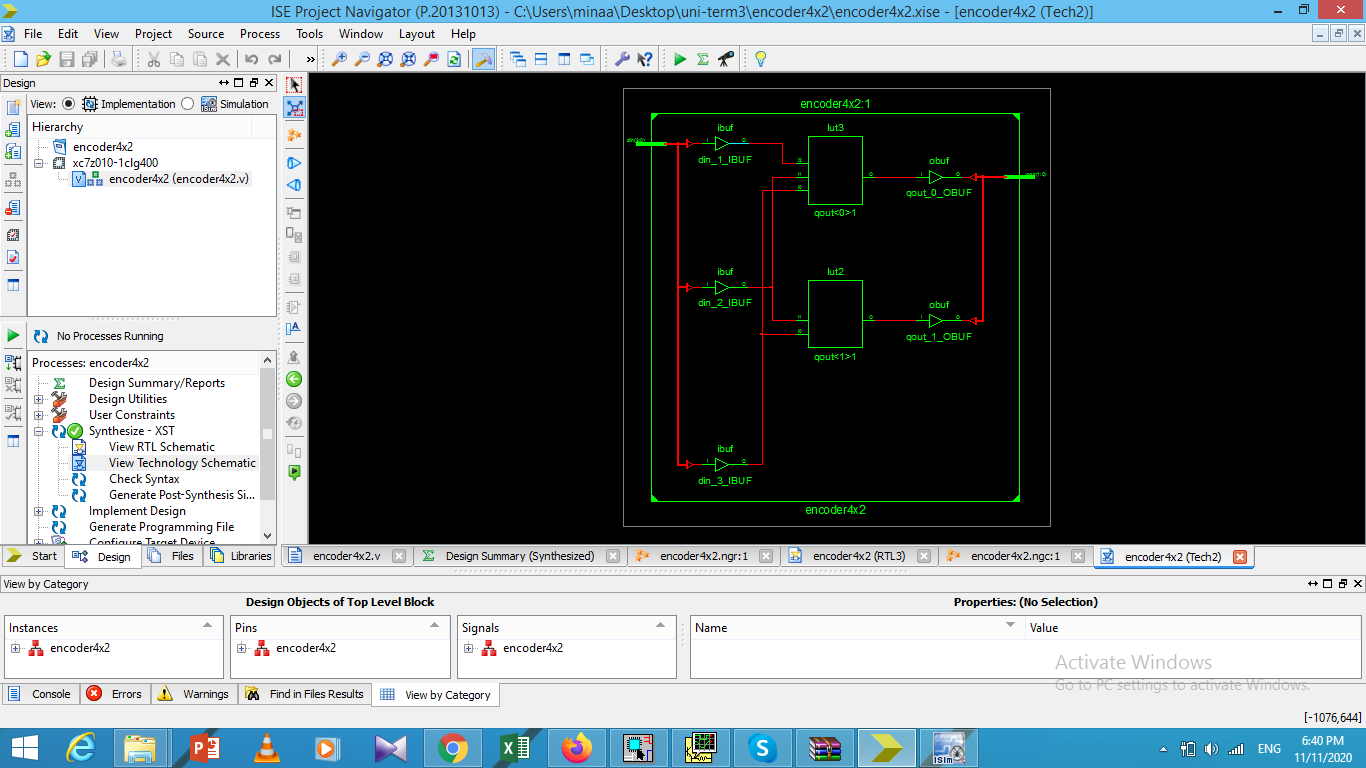 ISE Project Navigator (P.20131013) - C:\Users\minaa\Desktop\uni-term3\encoder4x2\encoder4x2.xise - [encoder4x2 (Tech2)]
File Edit View Project Source Process Tools Window Layout Help
Design
View: Implementation Simulation
Hierarchy
encoder4x2
xc7z010-1clg400
encoder4x2 (encoder4x2.v)
No Processes Running
Processes: encoder4x2
Design Summary/Reports
Design Utilities
User Constraints
Synthesize - XST
View RTL Schematic
View Technology Schematic
Check Syntax
Generate Post-Synthesis Si...
Implement Design
Generate Programming File
Configure Target Device
Start Design Files Libraries
encoder4x2:1
ibuf
din_1_IBUF
lut3
qout<0>1
obuf
qout_0_OBUF
ibuf
din_2_IBUF
lut2
qout<1>1
obuf
qout_1_OBUF
ibuf
din_3_IBUF
encoder4x2
encoder4x2.v Design Summary (Synthesized) encoder4x2.ngr:1 encoder4x2 (RTL3) encoder4x2.ngc:1 encoder4x2 (Tech2)
View by Category
Design Objects of Top Level Block Properties: (No Selection)
Instances Pins Signals Name Value
encoder4x2 encoder4x2 encoder4x2
Activate Windows
Go to PC settings to activate Windows.
Console Errors Warnings Find in Files Results View by Category
[-1076,644]
ENG 6:40 PM
11/11/2020